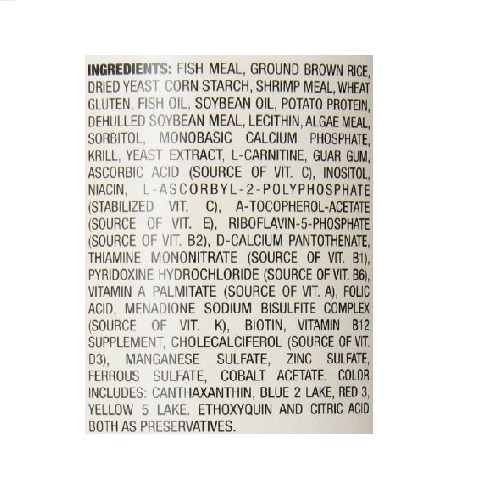 INGREDIENTS: FISH MEAL, GROUND BROWN RICE,
DRIED YEAST, CORN STARCH, SHRIMP MEAL, WHEAT
GLUTEN, FISH OIL, SOYBEAN OIL, POTATO PROTEIN,
DEHULLED SOYBEAN MEAL, LECITHIN, ALGAE MEAL,
SORBITOL, MONOBASIC CALCIUM PHOSPHATE,
KRILL, YEAST EXTRACT, L-CARNITINE, GUAR GUM,
ASCORBIC ACID (SOURCE OF VIT. C), INOSITOL,
NIACIN, L-ASCORBYL-2-POLYPHOSPHATE
(STABILIZED VIT. C), A-TOCOPHEROL-ACETATE
(SOURCE OF VIT. E), RIBOFLAVIN-5-PHOSPHATE
(SOURCE OF VIT. B2), D-CALCIUM PANTOTHENATE,
THIAMINE MONONITRATE (SOURCE OF VIT. B1),
PYRIDOXINE HYDROCHLORIDE (SOURCE OF VIT. B6),
VITAMIN A PALMITATE (SOURCE OF VIT. A), FOLIC
ACID, MENADIONE SODIUM BISULFITE COMPLEX
(SOURCE OF VIT. K), BIOTIN, VITAMIN B12
SUPPLEMENT, CHOLECALCIFEROL (SOURCE OF VIT.
D3), MANGANESE SULFATE, ZINC SULFATE,
FERROUS SULFATE, COBALT ACETATE. COLOR
INCLUDES: CANTHAXANTHIN, BLUE 2 LAKE, RED 3,
YELLOW 5 LAKE. ETHOXYQUIN AND CITRIC ACID
BOTH AS PRESERVATIVES.